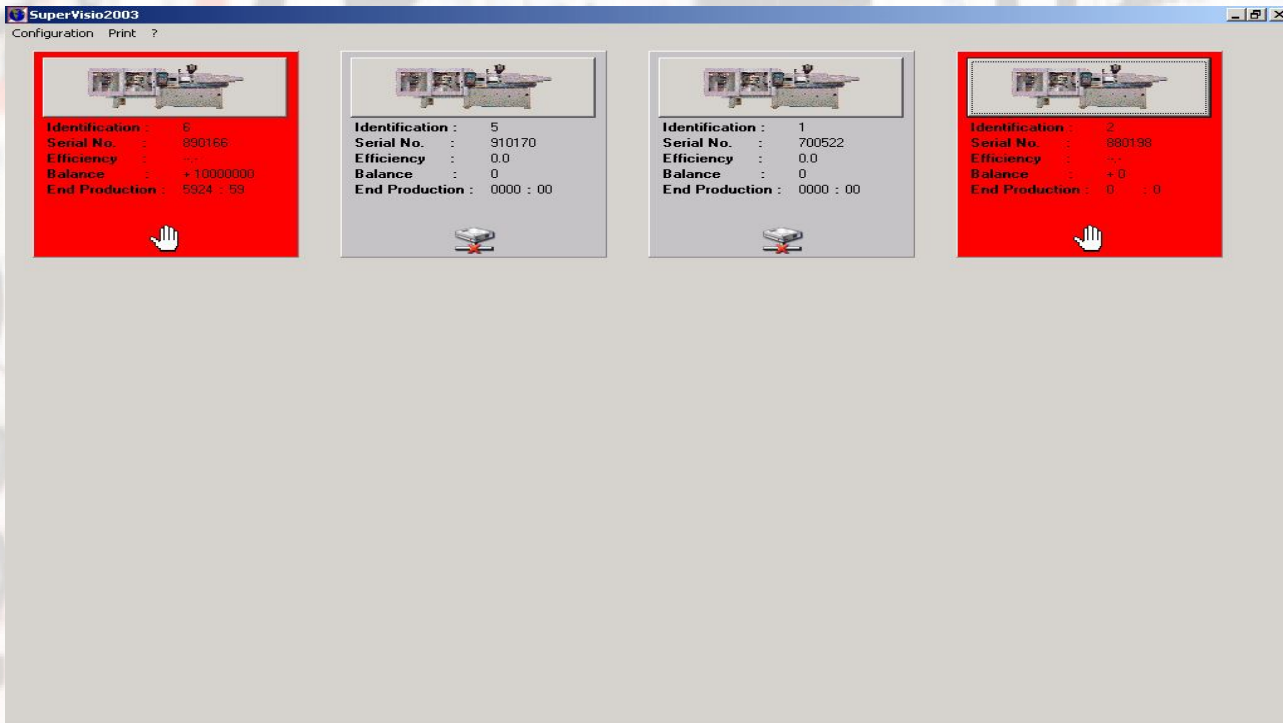 SuperVisio2003
Configuration Print ?
Identification : 6
Serial No. : 890166
Efficiency : --.-
Balance : + 10000000
End Production : 5924 : 59
Identification : 5
Serial No. : 910170
Efficiency : 0.0
Balance : 0
End Production : 0000 : 00
Identification : 1
Serial No. : 700522
Efficiency : 0.0
Balance : 0
End Production : 0000 : 00
Identification : 2
Serial No. : 880198
Efficiency : --.-
Balance : + 0
End Production : 0 : 0